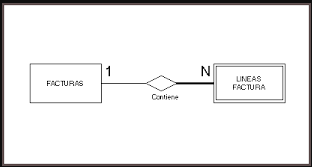 1
N
FACTURAS
LINEAS
FACTURA
Contiene